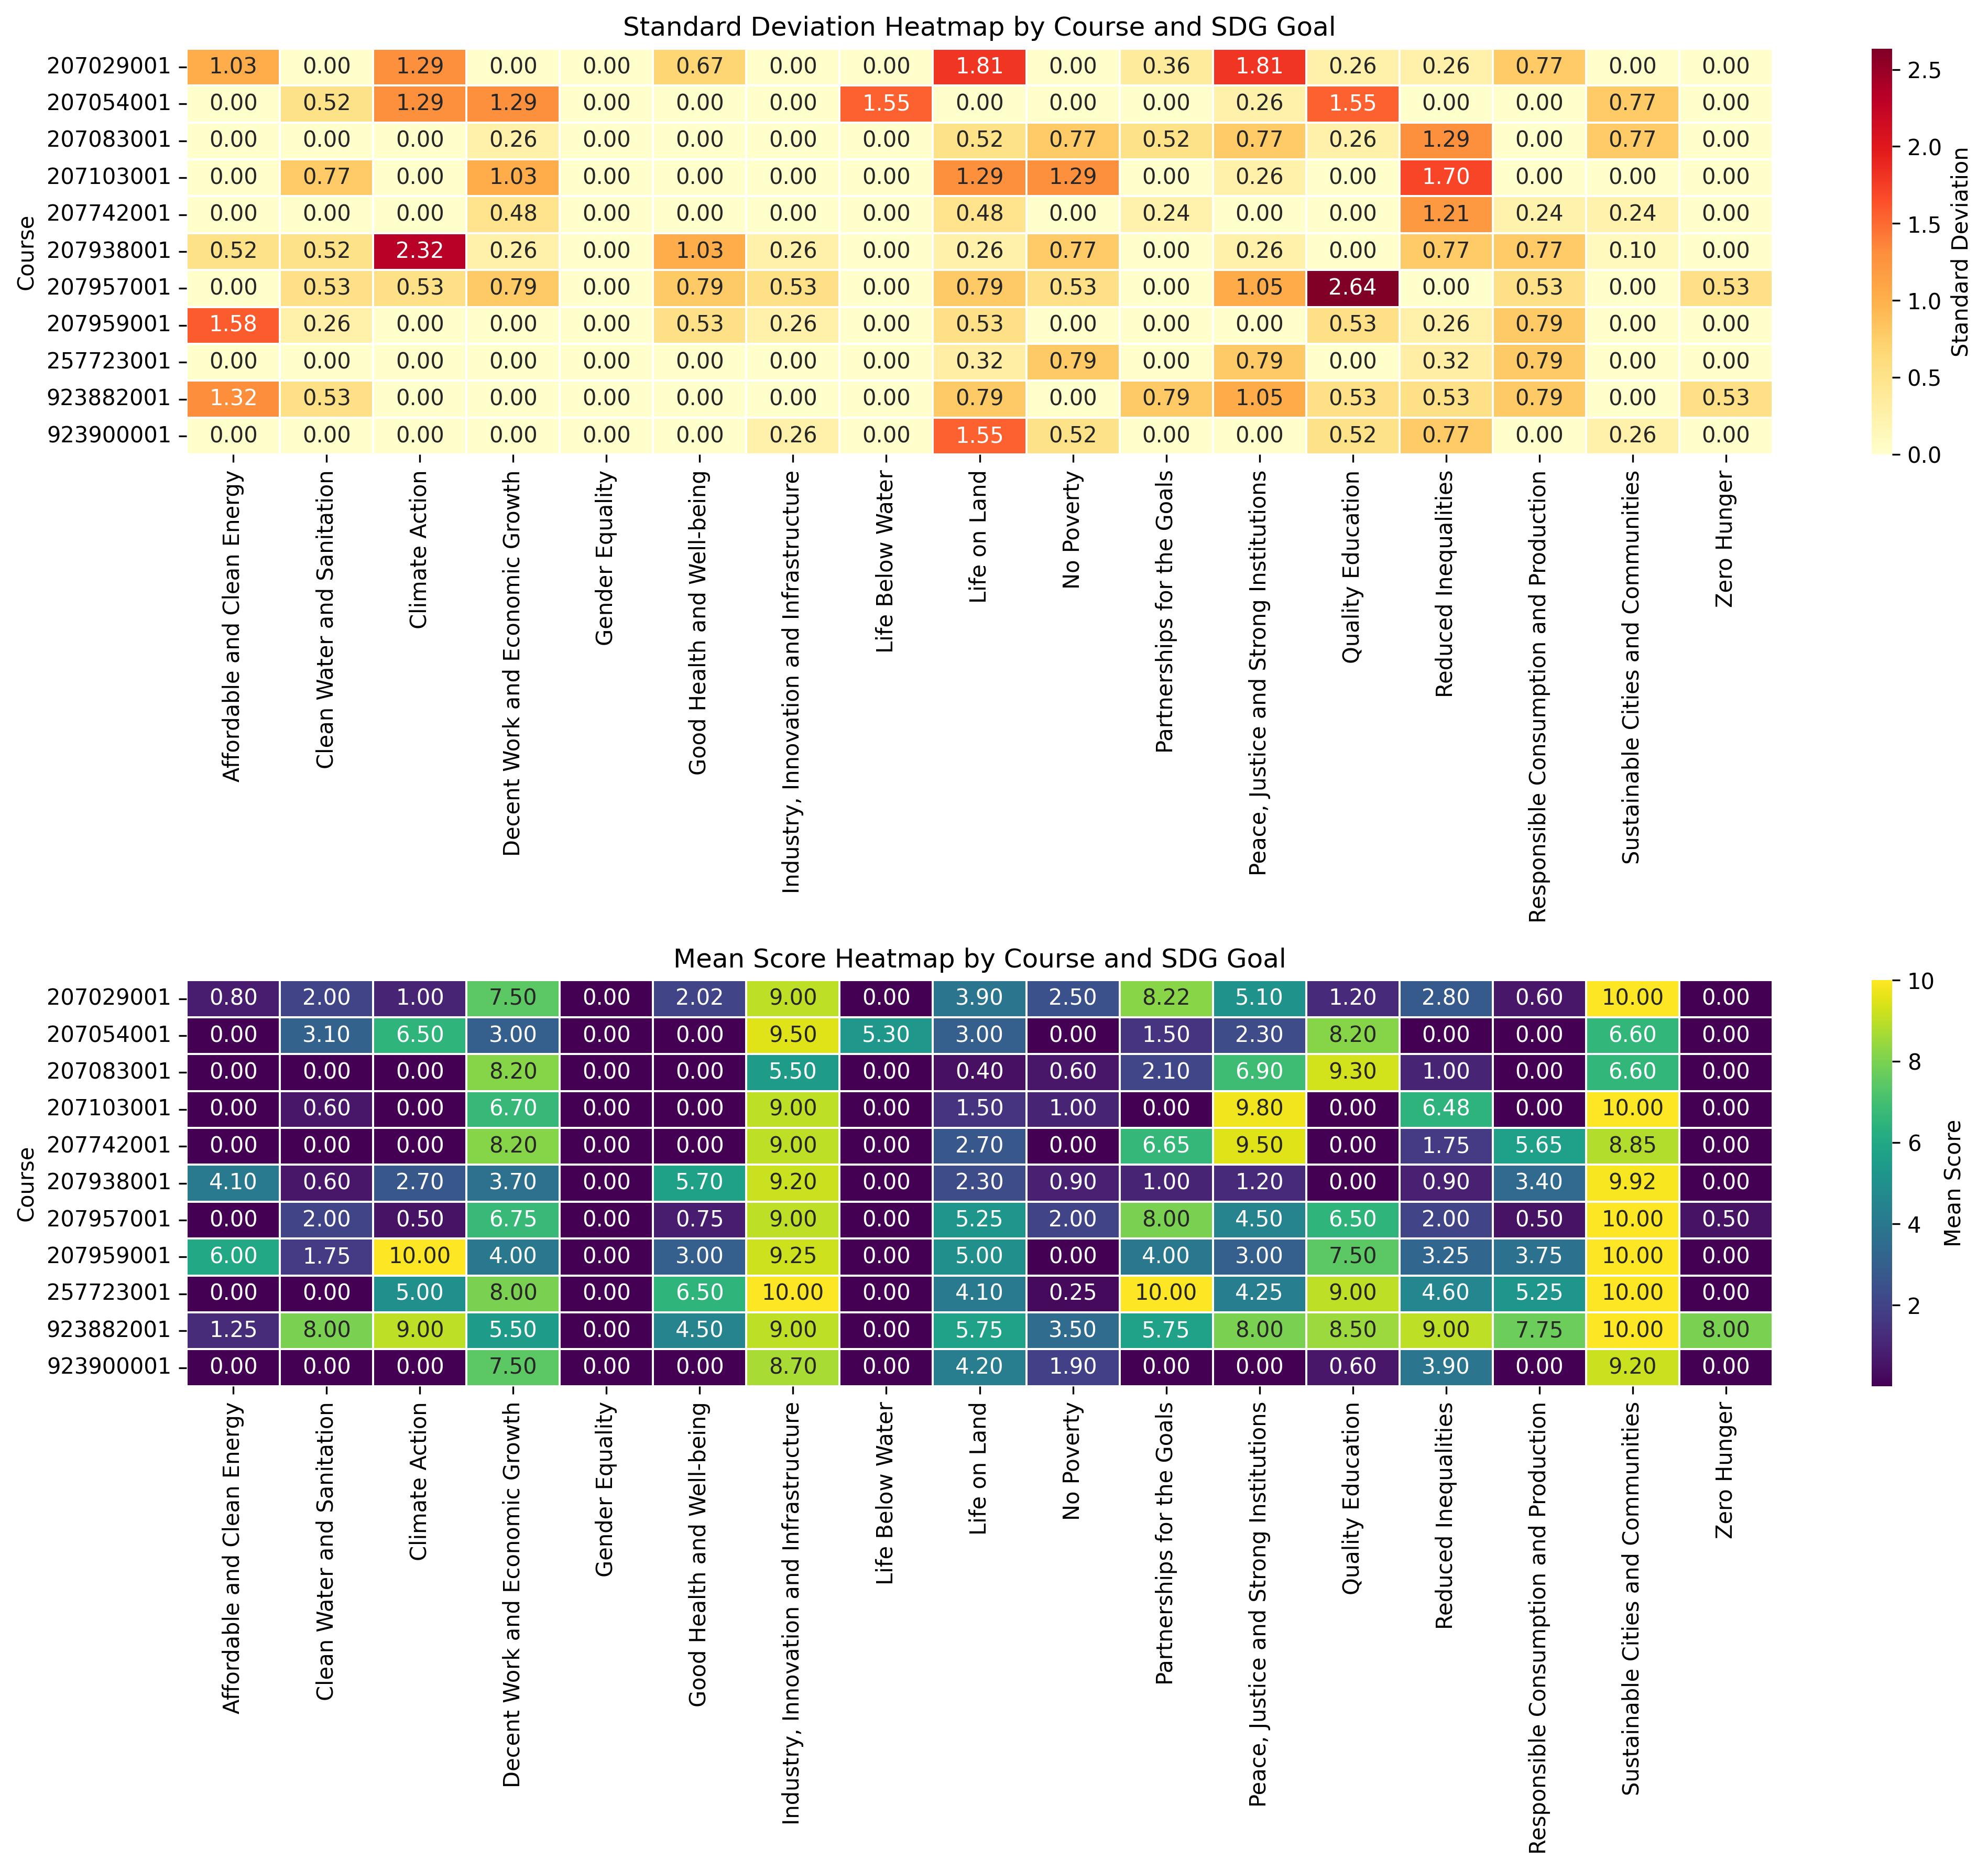 Standard Deviation Heatmap by Course and SDG Goal
207029001 1.03 0.00 1.29 0.00 0.00 0.67 0.00 0.00 1.81 0.00 0.36 1.81 0.26 0.26 0.77 0.00 0.00
207054001 0.00 0.52 1.29 1.29 0.00 0.00 0.00 1.55 0.00 0.00 0.00 0.26 1.55 0.00 0.00 0.77 0.00
207083001 0.00 0.00 0.00 0.26 0.00 0.00 0.00 0.00 0.52 0.77 0.52 0.77 0.26 1.29 0.00 0.77 0.00
207103001 0.00 0.77 0.00 1.03 0.00 0.00 0.00 0.00 1.29 1.29 0.00 0.26 0.00 1.70 0.00 0.00 0.00
207742001 0.00 0.00 0.00 0.48 0.00 0.00 0.00 0.00 0.48 0.00 0.24 0.00 0.00 1.21 0.24 0.24 0.00
207938001 0.52 0.52 2.32 0.26 0.00 1.03 0.26 0.00 0.26 0.77 0.00 0.26 0.00 0.77 0.77 0.10 0.00
207957001 0.00 0.53 0.53 0.79 0.00 0.79 0.53 0.00 0.79 0.53 0.00 1.05 2.64 0.00 0.53 0.00 0.53
207959001 1.58 0.26 0.00 0.00 0.00 0.53 0.26 0.00 0.53 0.00 0.00 0.00 0.53 0.26 0.79 0.00 0.00
257723001 0.00 0.00 0.00 0.00 0.00 0.00 0.00 0.00 0.32 0.79 0.00 0.79 0.00 0.32 0.79 0.00 0.00
923882001 1.32 0.53 0.00 0.00 0.00 0.00 0.00 0.00 0.79 0.00 0.79 1.05 0.53 0.53 0.79 0.00 0.53
923900001 0.00 0.00 0.00 0.00 0.00 0.00 0.26 0.00 1.55 0.52 0.00 0.00 0.52 0.77 0.00 0.26 0.00
Course
Affordable and Clean Energy
Clean Water and Sanitation
Climate Action
Decent Work and Economic Growth
Gender Equality
Good Health and Well-being
Industry, Innovation and Infrastructure
Life Below Water
Life on Land
No Poverty
Partnerships for the Goals
Peace, Justice and Strong Institutions
Quality Education
Reduced Inequalities
Responsible Consumption and Production
Sustainable Cities and Communities
Zero Hunger
2.5
2.0
1.5
1.0
0.5
0.0
Standard Deviation
Mean Score Heatmap by Course and SDG Goal
207029001 0.80 2.00 1.00 7.50 0.00 2.02 9.00 0.00 3.90 2.50 8.22 5.10 1.20 2.80 0.60 10.00 0.00
207054001 0.00 3.10 6.50 3.00 0.00 0.00 9.50 5.30 3.00 0.00 1.50 2.30 8.20 0.00 0.00 6.60 0.00
207083001 0.00 0.00 0.00 8.20 0.00 0.00 5.50 0.00 0.40 0.60 2.10 6.90 9.30 1.00 0.00 6.60 0.00
207103001 0.00 0.60 0.00 6.70 0.00 0.00 9.00 0.00 1.50 1.00 0.00 9.80 0.00 6.48 0.00 10.00 0.00
207742001 0.00 0.00 0.00 8.20 0.00 0.00 9.00 0.00 2.70 0.00 6.65 9.50 0.00 1.75 5.65 8.85 0.00
207938001 4.10 0.60 2.70 3.70 0.00 5.70 9.20 0.00 2.30 0.90 1.00 1.20 0.00 0.90 3.40 9.92 0.00
207957001 0.00 2.00 0.50 6.75 0.00 0.75 9.00 0.00 5.25 2.00 8.00 4.50 6.50 2.00 0.50 10.00 0.50
207959001 6.00 1.75 10.00 4.00 0.00 3.00 9.25 0.00 5.00 0.00 4.00 3.00 7.50 3.25 3.75 10.00 0.00
257723001 0.00 0.00 5.00 8.00 0.00 6.50 10.00 0.00 4.10 0.25 10.00 4.25 9.00 4.60 5.25 10.00 0.00
923882001 1.25 8.00 9.00 5.50 0.00 4.50 9.00 0.00 5.75 3.50 5.75 8.00 8.50 9.00 7.75 10.00 8.00
923900001 0.00 0.00 0.00 7.50 0.00 0.00 8.70 0.00 4.20 1.90 0.00 0.00 0.60 3.90 0.00 9.20 0.00
Course
Affordable and Clean Energy
Clean Water and Sanitation
Climate Action
Decent Work and Economic Growth
Gender Equality
Good Health and Well-being
Industry, Innovation and Infrastructure
Life Below Water
Life on Land
No Poverty
Partnerships for the Goals
Peace, Justice and Strong Institutions
Quality Education
Reduced Inequalities
Responsible Consumption and Production
Sustainable Cities and Communities
Zero Hunger
10
8
6
4
2
Mean Score